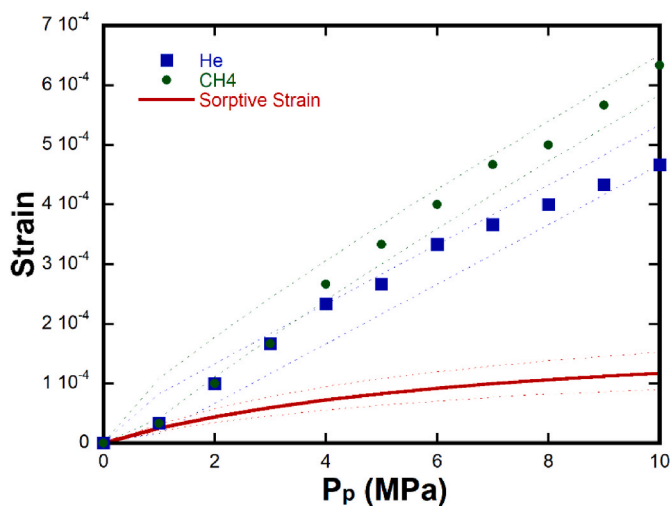 7 10⁻⁴
6 10⁻⁴
5 10⁻⁴
4 10⁻⁴
3 10⁻⁴
2 10⁻⁴
1 10⁻⁴
0
Strain
He
CH4
Sorptive Strain
0 2 4 6 8 10
Pp (MPa)